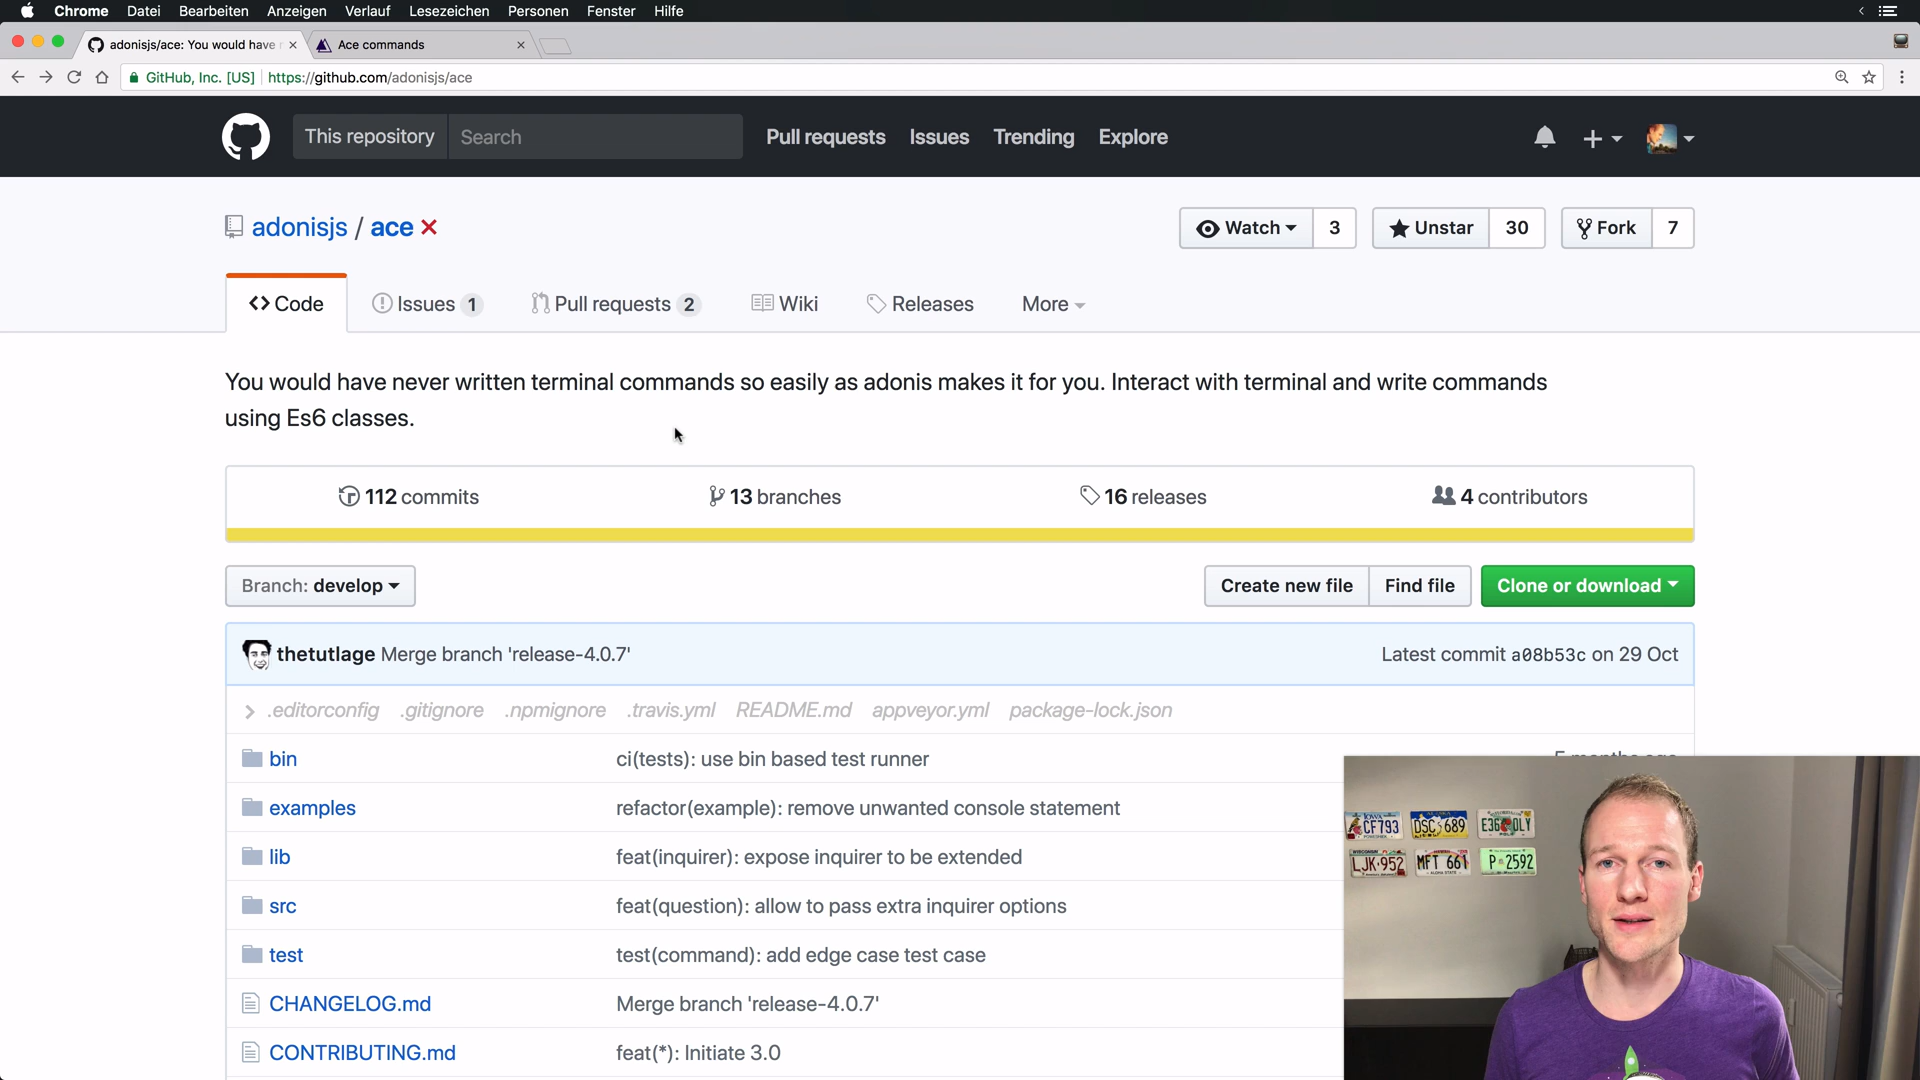 Chrome Datei Bearbeiten Anzeigen Verlauf Lesezeichen Personen Fenster Hilfe
adonisjs/ace: You would have
Ace commands
GitHub, Inc. [US] https://github.com/adonisjs/ace
This repository Search Pull requests Issues Trending Explore
adonisjs / ace
Watch 3 Unstar 30 Fork 7
Code Issues 1 Pull requests 2 Wiki Releases More
You would have never written terminal commands so easily as adonis makes it for you. Interact with terminal and write commands
using Es6 classes.
112 commits 13 branches 16 releases 4 contributors
Branch: develop Create new file Find file Clone or download
thetutlage Merge branch 'release-4.0.7' Latest commit a08b53c on 29 Oct
.editorconfig .gitignore .npmignore .travis.yml README.md appveyor.yml package-lock.json
bin ci(tests): use bin based test runner
examples refactor(example): remove unwanted console statement
lib feat(inquirer): expose inquirer to be extended
src feat(question): allow to pass extra inquirer options
test test(command): add edge case test case
CHANGELOG.md Merge branch 'release-4.0.7'
CONTRIBUTING.md feat(*): Initiate 3.0
IOWA
CF793 DSC 689
WISCONSIN
LJK-952 MFT 661 P 2592